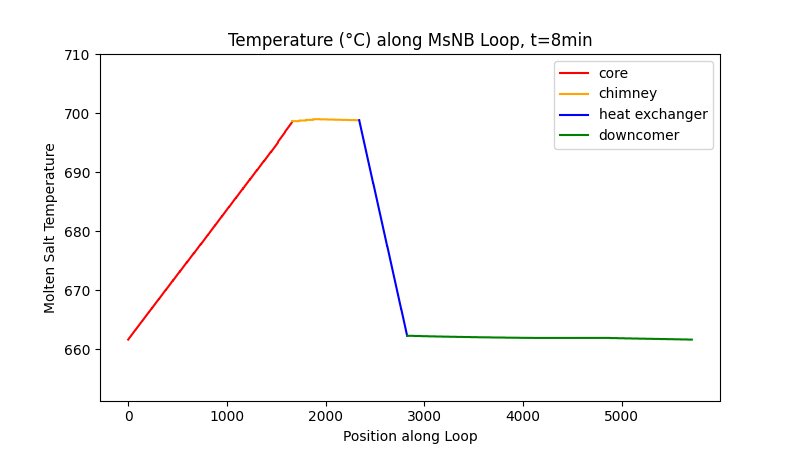 Temperature (°C) along MsNB Loop, t=8min
710
700
690
680
670
660
Molten Salt Temperature
core
chimney
heat exchanger
downcomer
0
1000
2000
3000
4000
5000
Position along Loop